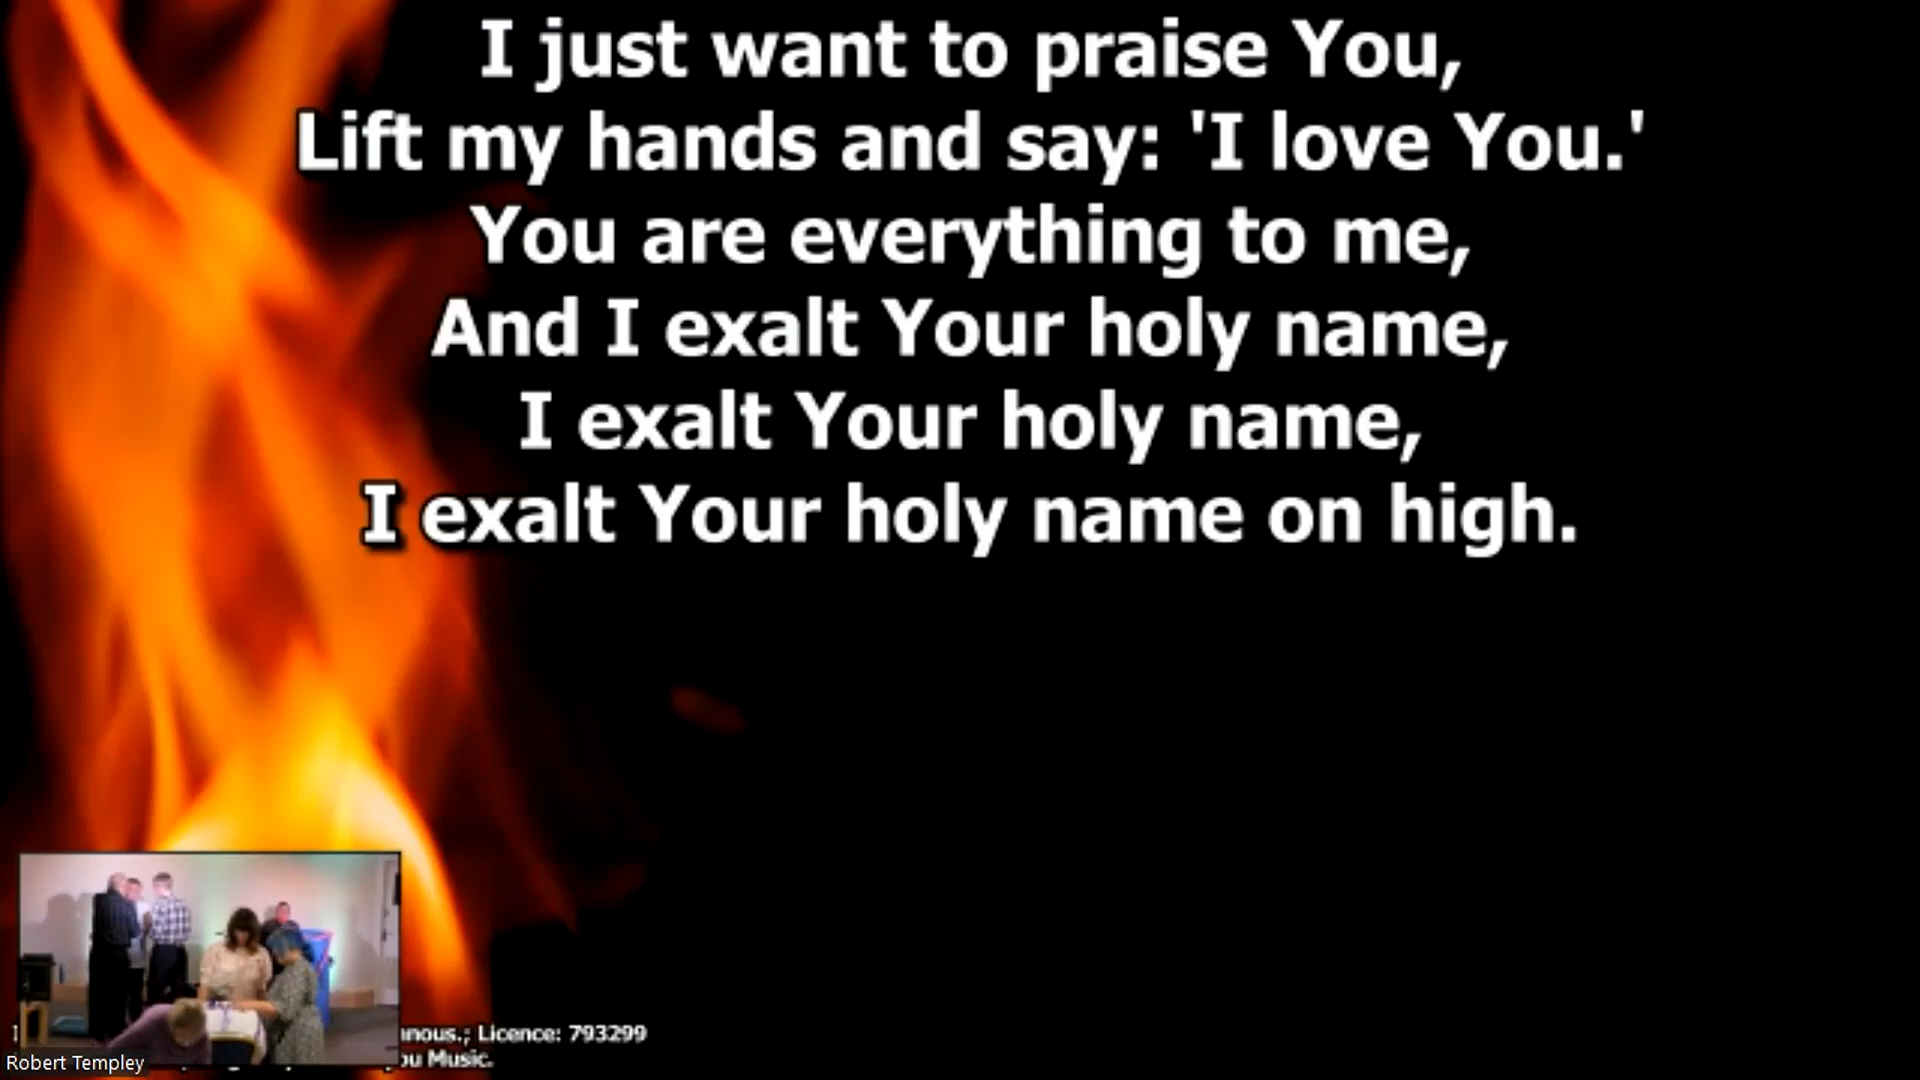 I just want to praise You,
Lift my hands and say: 'I love You.'
You are everything to me,
And I exalt Your holy name,
I exalt Your holy name,
I exalt Your holy name on high.
Licence: 793299
Music.
Robert Templey